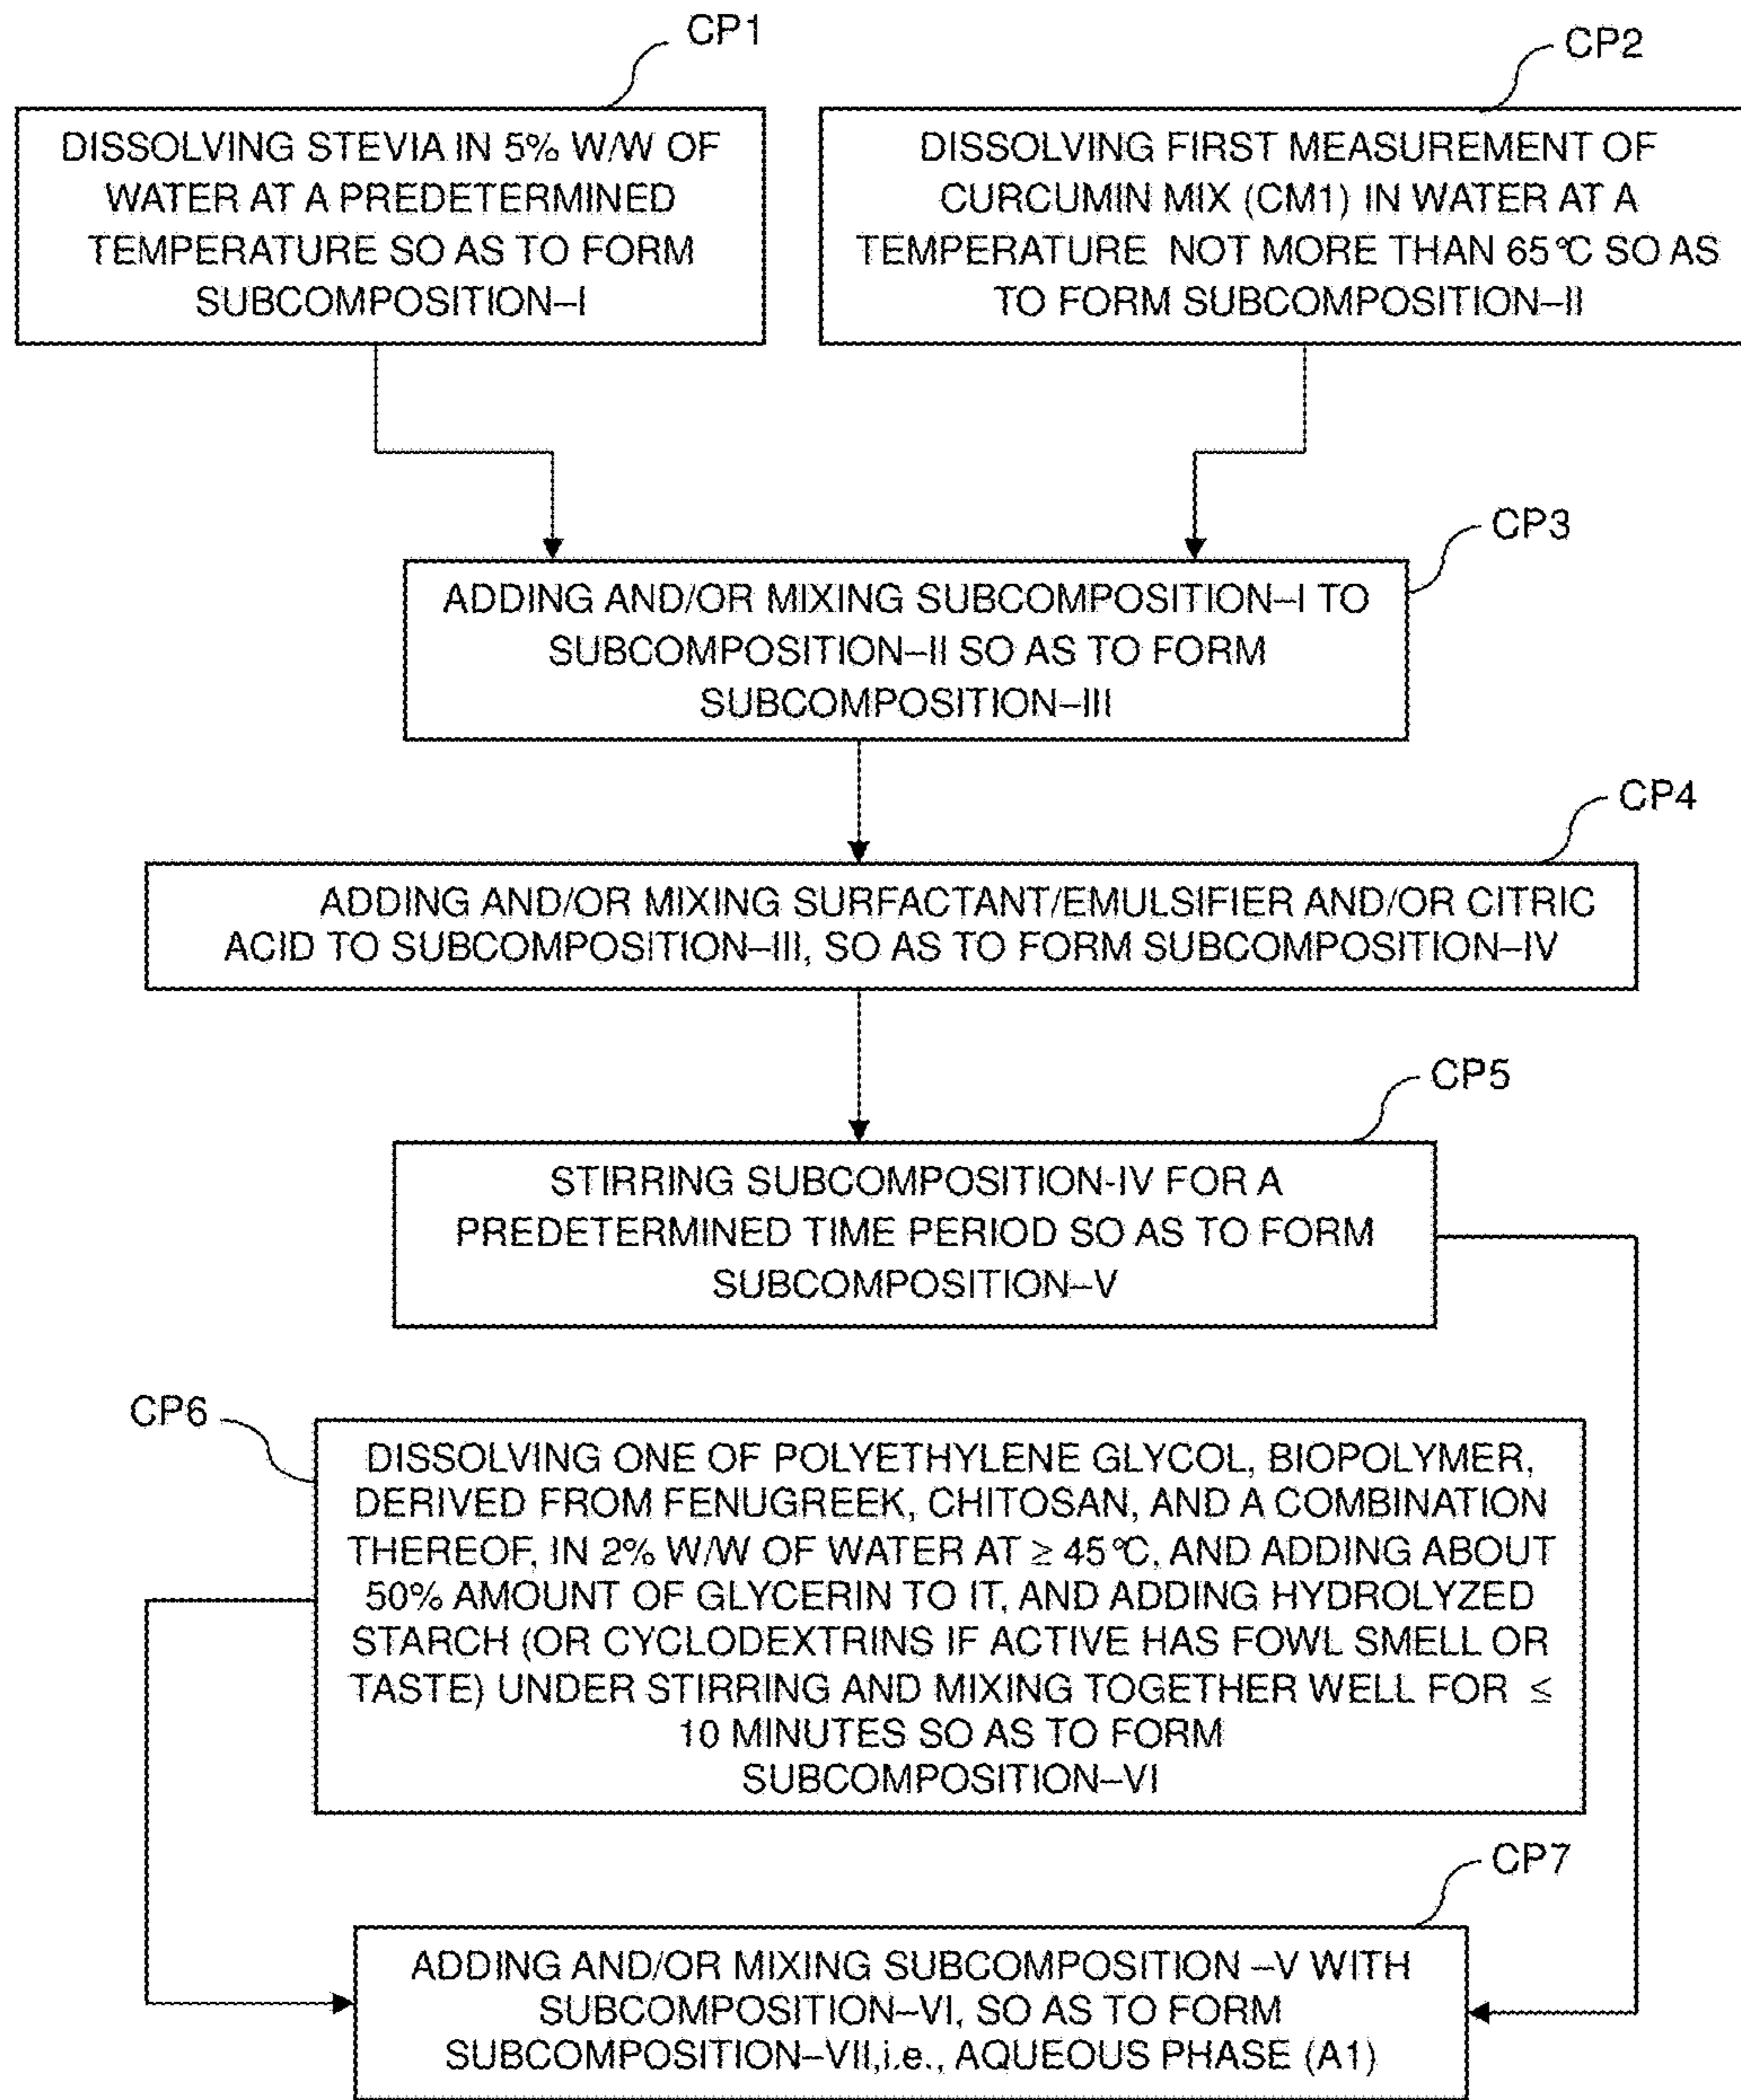 CP1
DISSOLVING STEVIA IN 5% W/W OF
WATER AT A PREDETERMINED
TEMPERATURE SO AS TO FORM
SUBCOMPOSITION–I
CP2
DISSOLVING FIRST MEASUREMENT OF
CURCUMIN MIX (CM1) IN WATER AT A
TEMPERATURE NOT MORE THAN 65°C SO AS
TO FORM SUBCOMPOSITION–II
CP3
ADDING AND/OR MIXING SUBCOMPOSITION–I TO
SUBCOMPOSITION–II SO AS TO FORM
SUBCOMPOSITION–III
CP4
ADDING AND/OR MIXING SURFACTANT/EMULSIFIER AND/OR CITRIC
ACID TO SUBCOMPOSITION–III, SO AS TO FORM SUBCOMPOSITION–IV
CP5
STIRRING SUBCOMPOSITION-IV FOR A
PREDETERMINED TIME PERIOD SO AS TO FORM
SUBCOMPOSITION–V
CP6
DISSOLVING ONE OF POLYETHYLENE GLYCOL, BIOPOLYMER,
DERIVED FROM FENUGREEK, CHITOSAN, AND A COMBINATION
THEREOF, IN 2% W/W OF WATER AT ≥ 45°C, AND ADDING ABOUT
50% AMOUNT OF GLYCERIN TO IT, AND ADDING HYDROLYZED
STARCH (OR CYCLODEXTRINS IF ACTIVE HAS FOWL SMELL OR
TASTE) UNDER STIRRING AND MIXING TOGETHER WELL FOR ≤
10 MINUTES SO AS TO FORM
SUBCOMPOSITION–VI
CP7
ADDING AND/OR MIXING SUBCOMPOSITION –V WITH
SUBCOMPOSITION–VI, SO AS TO FORM
SUBCOMPOSITION–VII,i.e., AQUEOUS PHASE (A1)